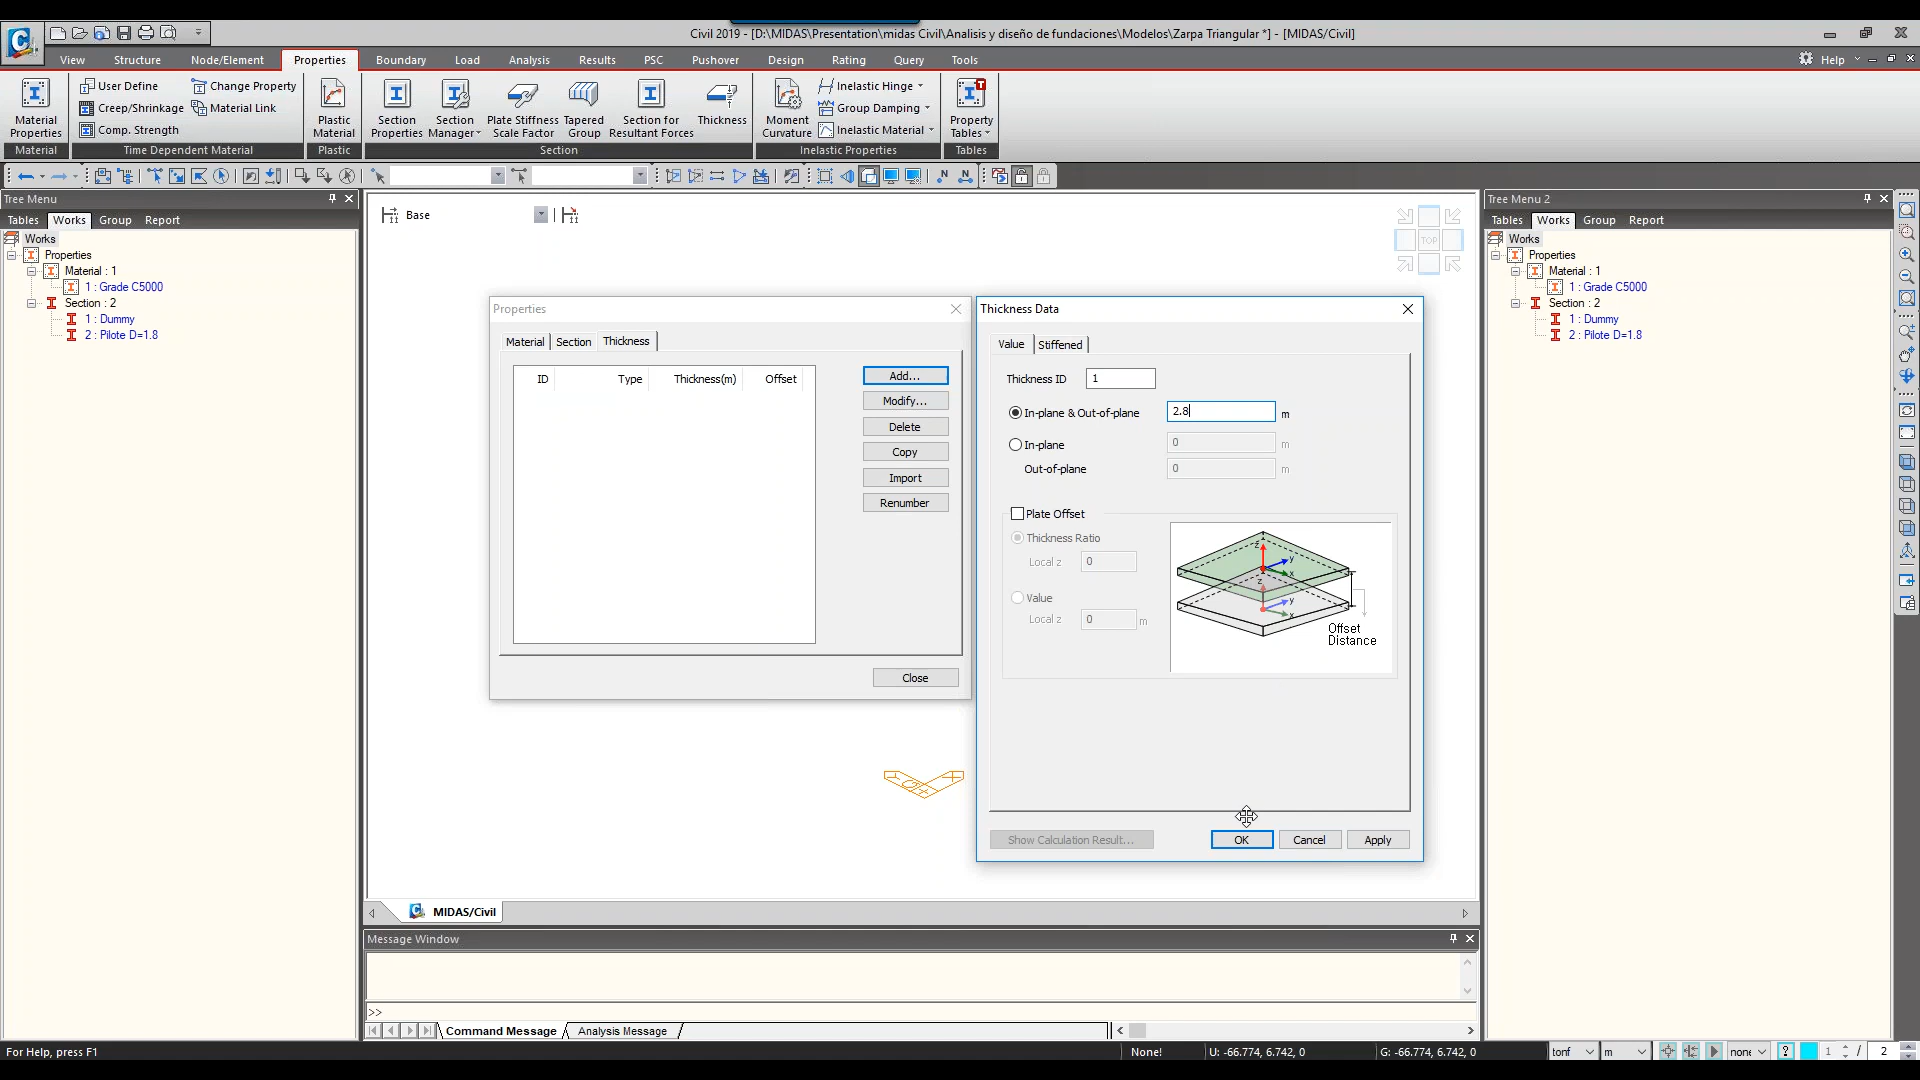 Civil 2019 - [D:\MIDAS\Presentation\midas Civil\Analisis y diseño de fundaciones\Modelos\Zarpa Triangular *] - [MIDAS/Civil]
View Structure Node/Element Properties Boundary Load Analysis Results PSC Pushover Design Rating Query Tools Help
User Define Change Property Inelastic Hinge
Creep/Shrinkage Material Link Group Damping
Material Properties Comp. Strength Plastic Material Section Properties Section Manager Plate Stiffness Scale Factor Tapered Group Section for Resultant Forces Thickness Moment Curvature Inelastic Material Property Tables
Material Time Dependent Material Plastic Section Inelastic Properties Tables
Tree Menu
Tables Works Group Report
Works
Properties
Material : 1
1 : Grade C5000
Section : 2
1 : Dummy
2 : Pilote D=1.8
Base
TOP
Properties
Material Section Thickness
ID Type Thickness(m) Offset
Add...
Modify...
Delete
Copy
Import
Renumber
Close
Thickness Data
Value Stiffened
Thickness ID 1
In-plane & Out-of-plane 2.8 m
In-plane 0 m
Out-of-plane 0 m
Plate Offset
Thickness Ratio
Local z 0
Value
Local z 0 m
z y x
z y x
Offset
Distance
Show Calculation Result... OK Cancel Apply
Tree Menu 2
Tables Works Group Report
Works
Properties
Material : 1
1 : Grade C5000
Section : 2
1 : Dummy
2 : Pilote D=1.8
MIDAS/Civil
Message Window
>>
Command Message Analysis Message
For Help, press F1 None! U: -66.774, 6.742, 0 G: -66.774, 6.742, 0 tonf m none ? 1 / 2